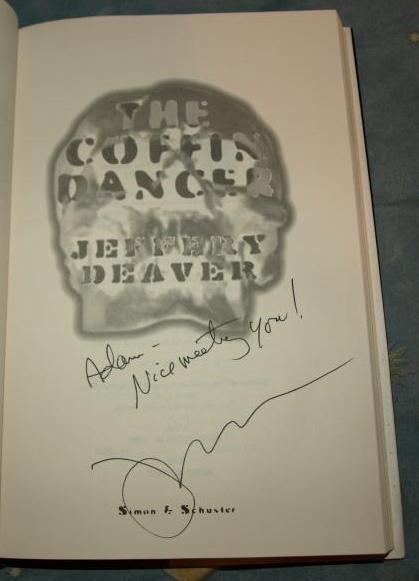 THE
COFFIN
DANCER
JEFFERY
DEAVER
Adam -
Nice meeting you!
Simon & Schuster